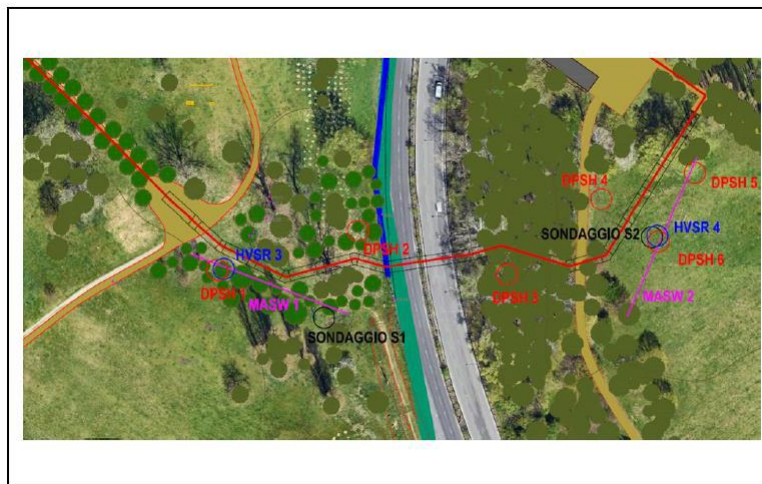 DPSH 4
DPSH 5
DPSH 2
SONDAGGIO S2
HVSR 4
HVSR 3
DPSH 6
DPSH 1
DPSH 3
MASW 1
MASW 2
SONDAGGIO S1